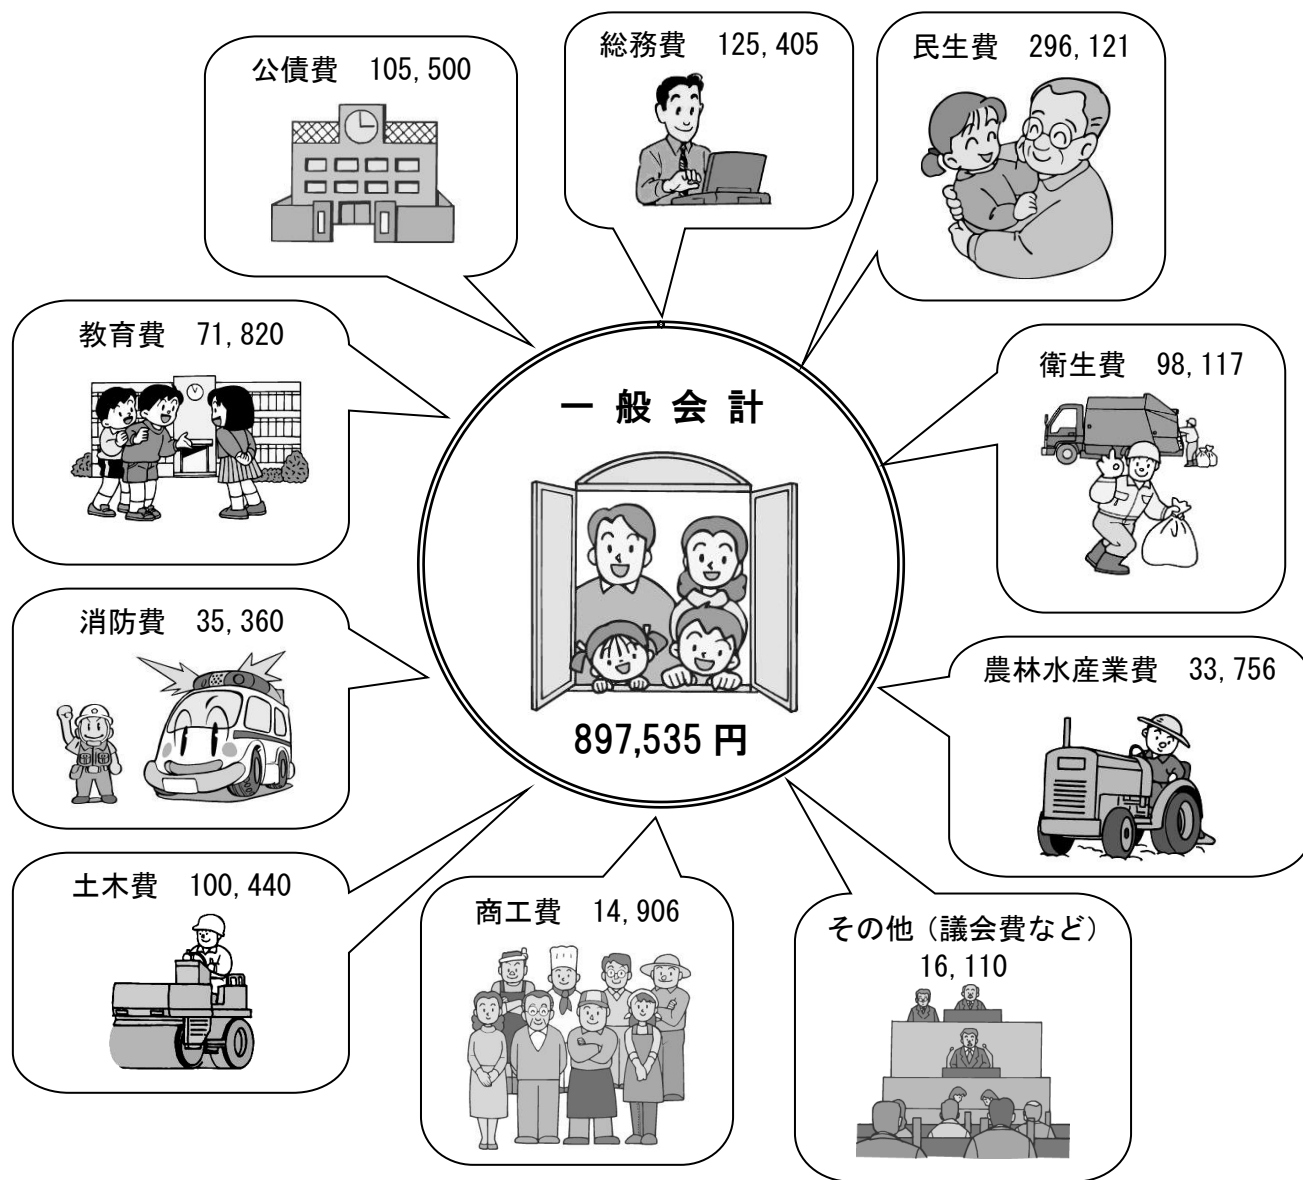 総務費 125,405
民生費 296,121
公債費 105,500
教育費 71,820
衛生費 98,117
一般会計
897,535 円
消防費 35,360
農林水産業費 33,756
土木費 100,440
商工費 14,906
その他（議会費など）
16,110